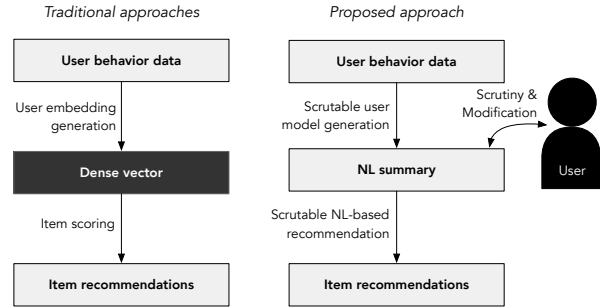 Traditional approaches
User behavior data
User embedding
generation
Dense vector
Item scoring
Item recommendations
Proposed approach
User behavior data
Scrutable user
model generation
Scrutiny &
Modification
NL summary
User
Scrutable NL-based
recommendation
Item recommendations